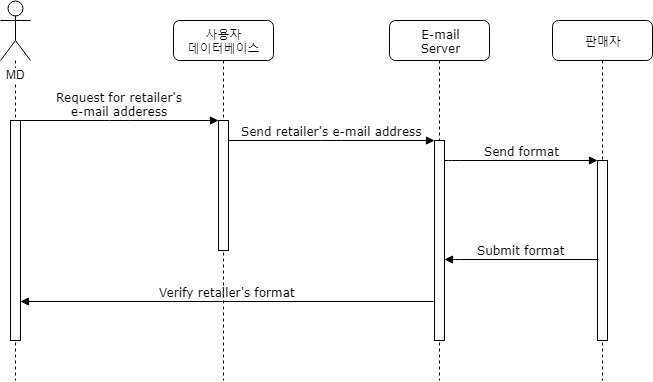 MD
사용자
데이터베이스
E-mail
Server
판매자
Request for retailer's
e-mail adderess
Send retailer's e-mail address
Send format
Submit format
Verify retaller's format